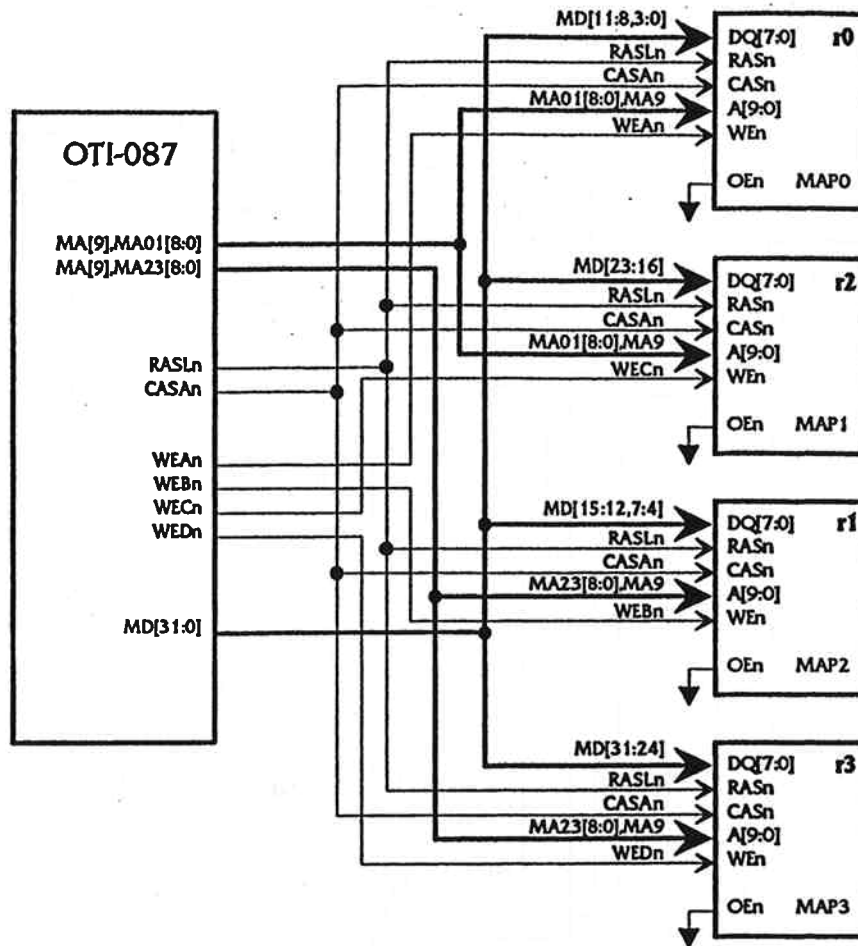 OTI-087
MA[9],MA01[8:0]
MA[9],MA23[8:0]
RASLn
CASAn
WEAn
WEBn
WECn
WEDn
MD[31:0]
MD[11:8,3:0]
RASLn
CASAn
MA01[8:0],MA9
WEAn
DQ[7:0] r0
RASn
CASn
A[9:0]
WEn
OEn MAP0
MD[23:16]
RASLn
CASAn
MA01[8:0],MA9
WECn
DQ[7:0] r2
RASn
CASn
A[9:0]
WEn
OEn MAP1
MD[15:12,7:4]
RASLn
CASAn
MA23[8:0],MA9
WEBn
DQ[7:0] r1
RASn
CASn
A[9:0]
WEn
OEn MAP2
MD[31:24]
RASLn
CASAn
MA23[8:0],MA9
WEDn
DQ[7:0] r3
RASn
CASn
A[9:0]
WEn
OEn MAP3